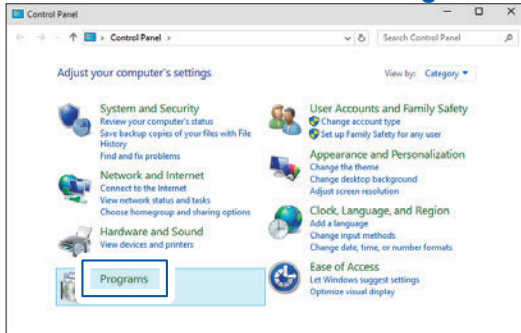 Control Panel
Control Panel
Search Control Panel
Adjust your computer's settings
View by: Category
System and Security
Review your computer's status
Save backup copies of your files with File
History
Find and fix problems
Network and Internet
Connect to the Internet
View network status and tasks
Choose homegroup and sharing options
Hardware and Sound
View devices and printers
Programs
User Accounts and Family Safety
Change account type
Set up Family Safety for any user
Appearance and Personalization
Change the theme
Change desktop background
Adjust screen resolution
Clock, Language, and Region
Add a language
Change input methods
Change date, time, or number formats
Ease of Access
Let Windows suggest settings
Optimize visual display